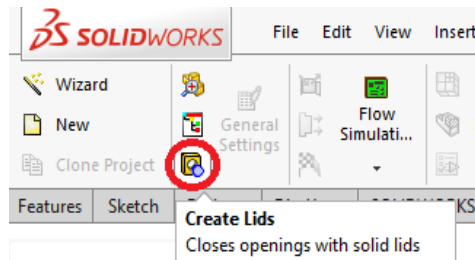 SOLIDWORKS File Edit View Insert
Wizard
New General Settings Flow Simulati...
Clone Project
Features Sketch
Create Lids
Closes openings with solid lids